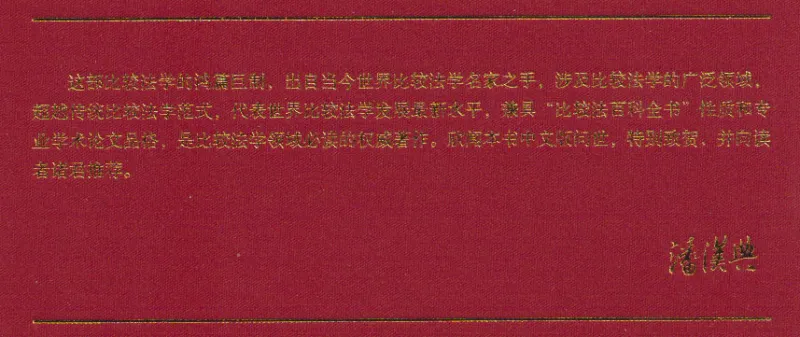 这部比较法学的鸿篇巨制，出自当今世界比较法学名家之手，涉及比较法学的广泛领域，
超越传统比较法学范式，代表世界比较法学发展最新水平，兼具“比较法百科全书”性质和专
业学术论文品格，是比较法学领域必读的权威著作。欣闻本书中文版问世，特别致贺，并向读
者诸君推荐。
潘汉典